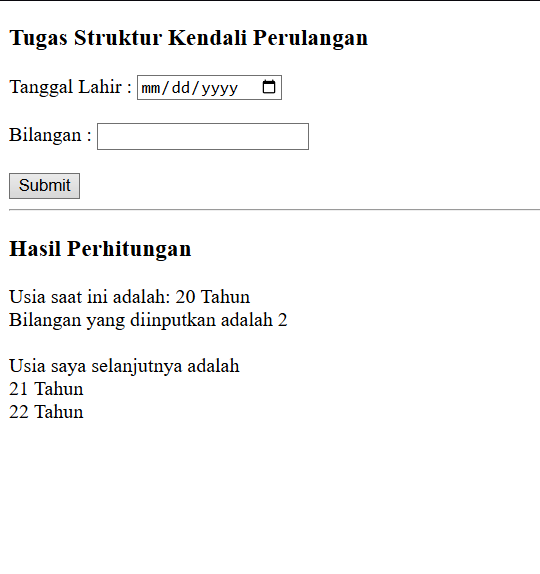 Tugas Struktur Kendali Perulangan
Tanggal Lahir : mm/dd/yyyy
Bilangan :
Submit
Hasil Perhitungan
Usia saat ini adalah: 20 Tahun
Bilangan yang diinputkan adalah 2
Usia saya selanjutnya adalah
21 Tahun
22 Tahun